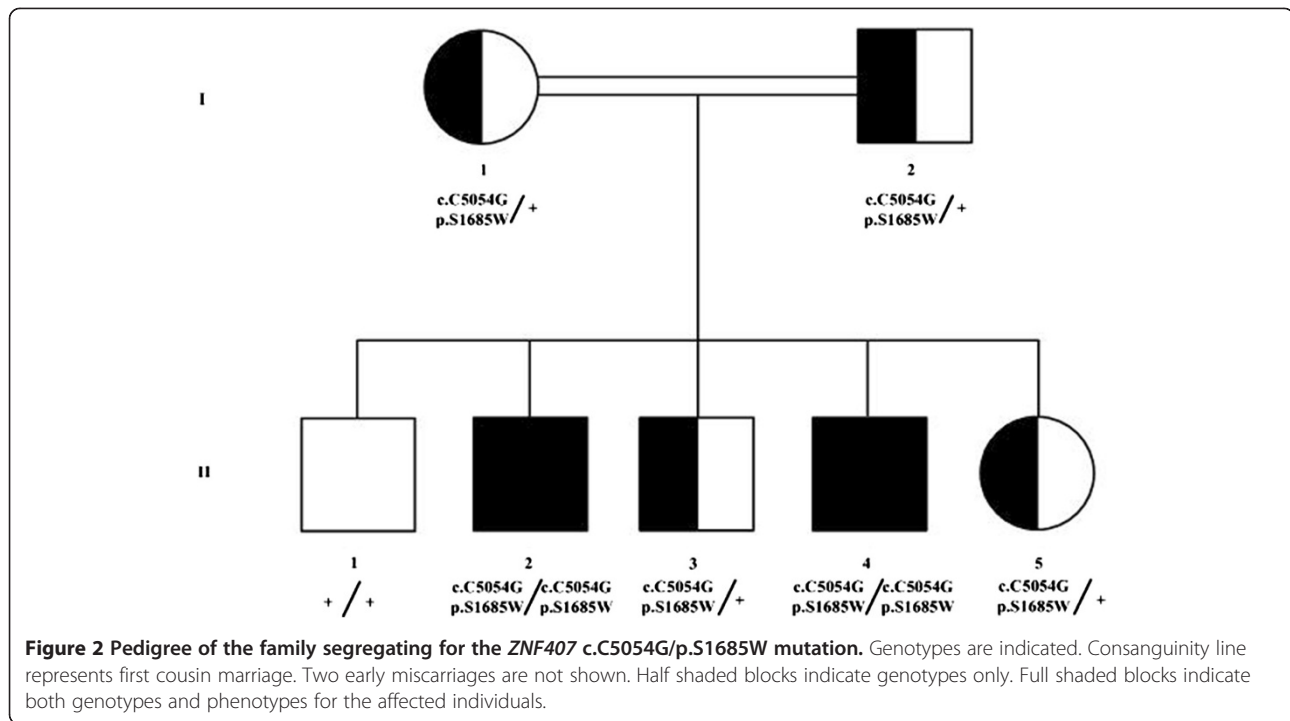 I
1
2
c.C5054G
p.S1685W / +
c.C5054G
p.S1685W / +
II
1
2
3
4
5
+ / +
c.C5054G / c.C5054G
p.S1685W / p.S1685W
c.C5054G
p.S1685W / +
c.C5054G / c.C5054G
p.S1685W / p.S1685W
c.C5054G
p.S1685W / +
Figure 2 Pedigree of the family segregating for the ZNF407 c.C5054G/p.S1685W mutation. Genotypes are indicated. Consanguinity line
represents first cousin marriage. Two early miscarriages are not shown. Half shaded blocks indicate genotypes only. Full shaded blocks indicate
both genotypes and phenotypes for the affected individuals.